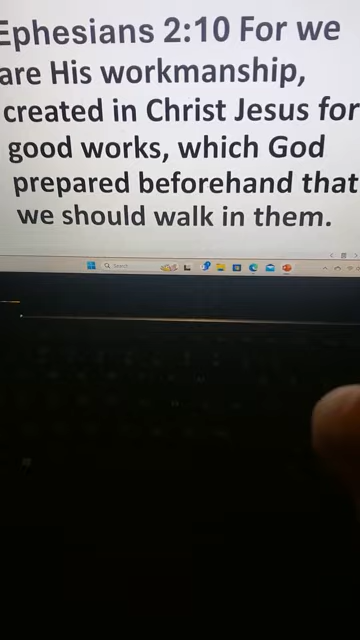 Ephesians 2:10 For we
are His workmanship,
created in Christ Jesus for
good works, which God
prepared beforehand that
we should walk in them.
Search